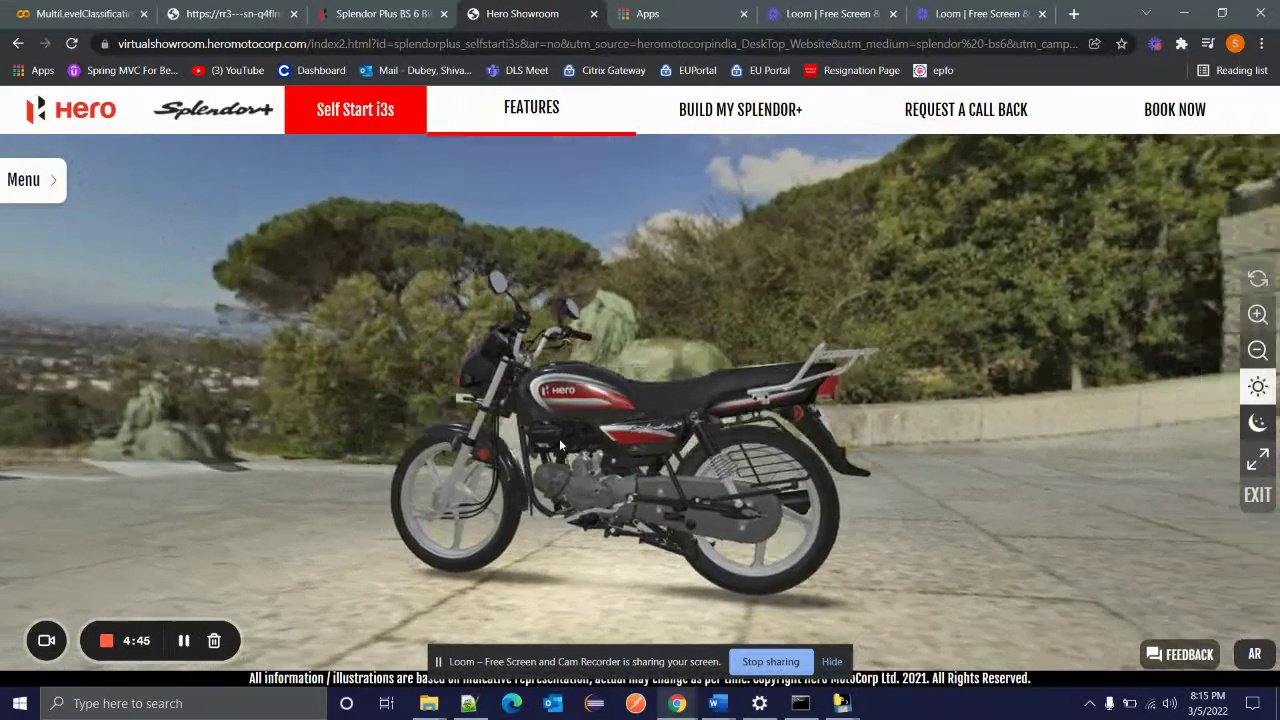 MultiLevelClassificatio
https://rr3---sn-q4fln
Splendor Plus BS 6 Bi
Hero Showroom
Apps
Loom | Free Screen &
Loom | Free Screen &
virtualshowroom.heromotocorp.com/index2.html?id=splendorplus_selfstarti3s&at=no&utm_source=heromotocorpindia_DeskTop_Website&utm_medium=splendor%20-bs6&utm_camp...
Apps
Spring MVC For Be...
(3) YouTube
Dashboard
Mail - Dubey, Shiva...
DLS Meet
Citrix Gateway
EUPortal
EU Portal
Resignation Page
epfo
Reading list
Hero
Splendor+
Self Start i3s
FEATURES
BUILD MY SPLENDOR+
REQUEST A CALL BACK
BOOK NOW
Menu
Hero
Splendor+
EXIT
4:45
Loom – Free Screen and Cam Recorder is sharing your screen.
Stop sharing
Hide
FEEDBACK
AR
All information / illustrations are based on indicative representation, actual may change as per time. Copyright Hero MotoCorp Ltd. 2021. All Rights Reserved.
Type here to search
8:15 PM
3/5/2022